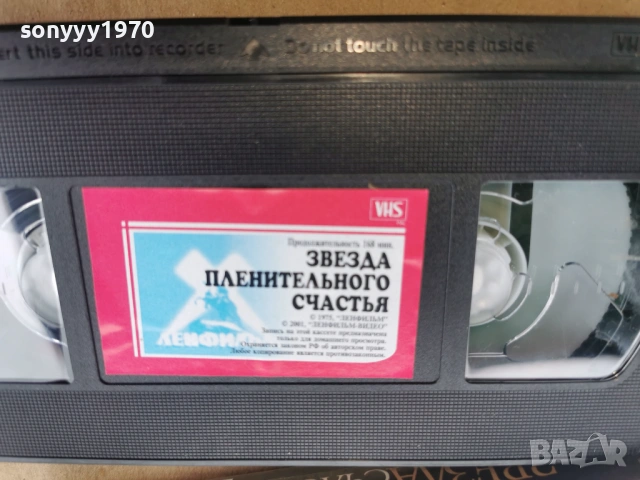 sonyyy1970
ert this side into recorder Do not touch the tape inside VHS
VHS
Продолжительность 168 мин.
ЗВЕЗДА
ПЛЕНИТЕЛЬНОГО
СЧАСТЬЯ
© 1975, "ЛЕНФИЛЬМ"
© 2001, "ЛЕНФИЛЬМ-ВИДЕО"
Запись на этой кассете предназначена
только для домашнего просмотра.
Охраняется законом РФ об авторском праве.
Любое копирование является противозаконным.
ЛЕНФИЛЬМ
BAZAR
bg